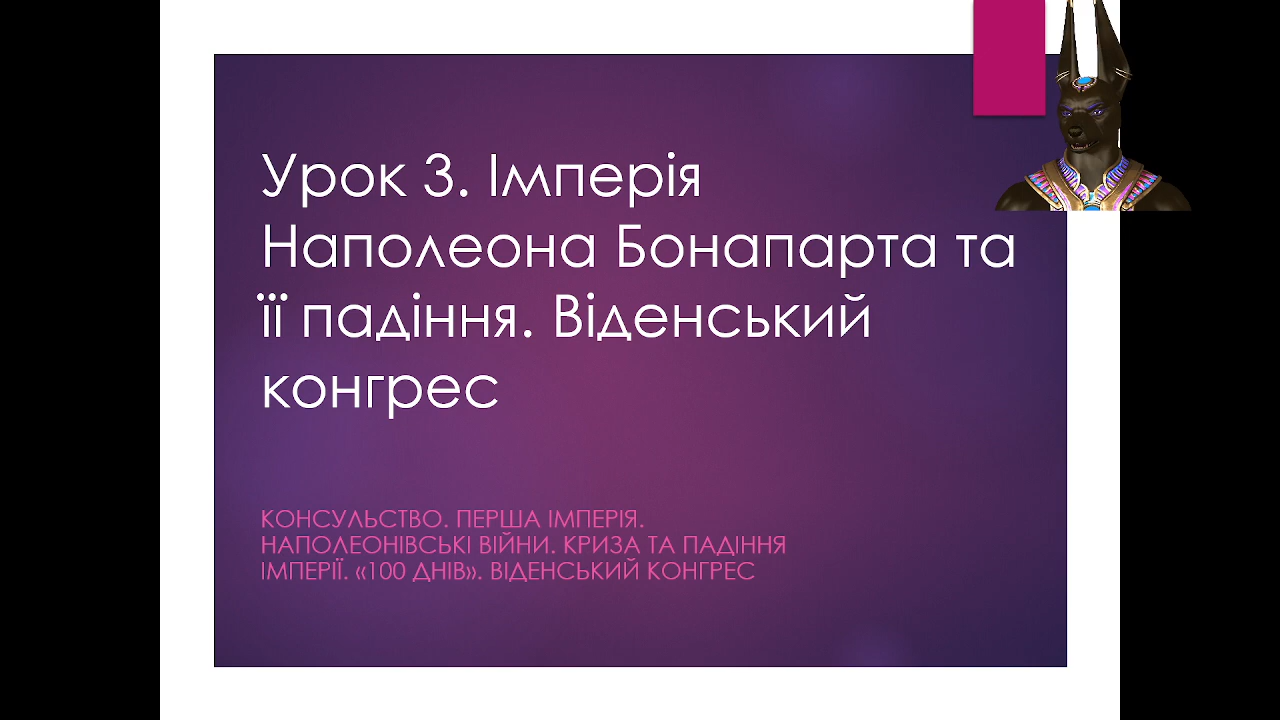 Урок 3. Імперія
Наполеона Бонапарта та
її падіння. Віденський
конгрес
КОНСУЛЬСТВО. ПЕРША ІМПЕРІЯ.
НАПОЛЕОНІВСЬКІ ВІЙНИ. КРИЗА ТА ПАДІННЯ
ІМПЕРІЇ. «100 ДНІВ». ВІДЕНСЬКИЙ КОНГРЕС